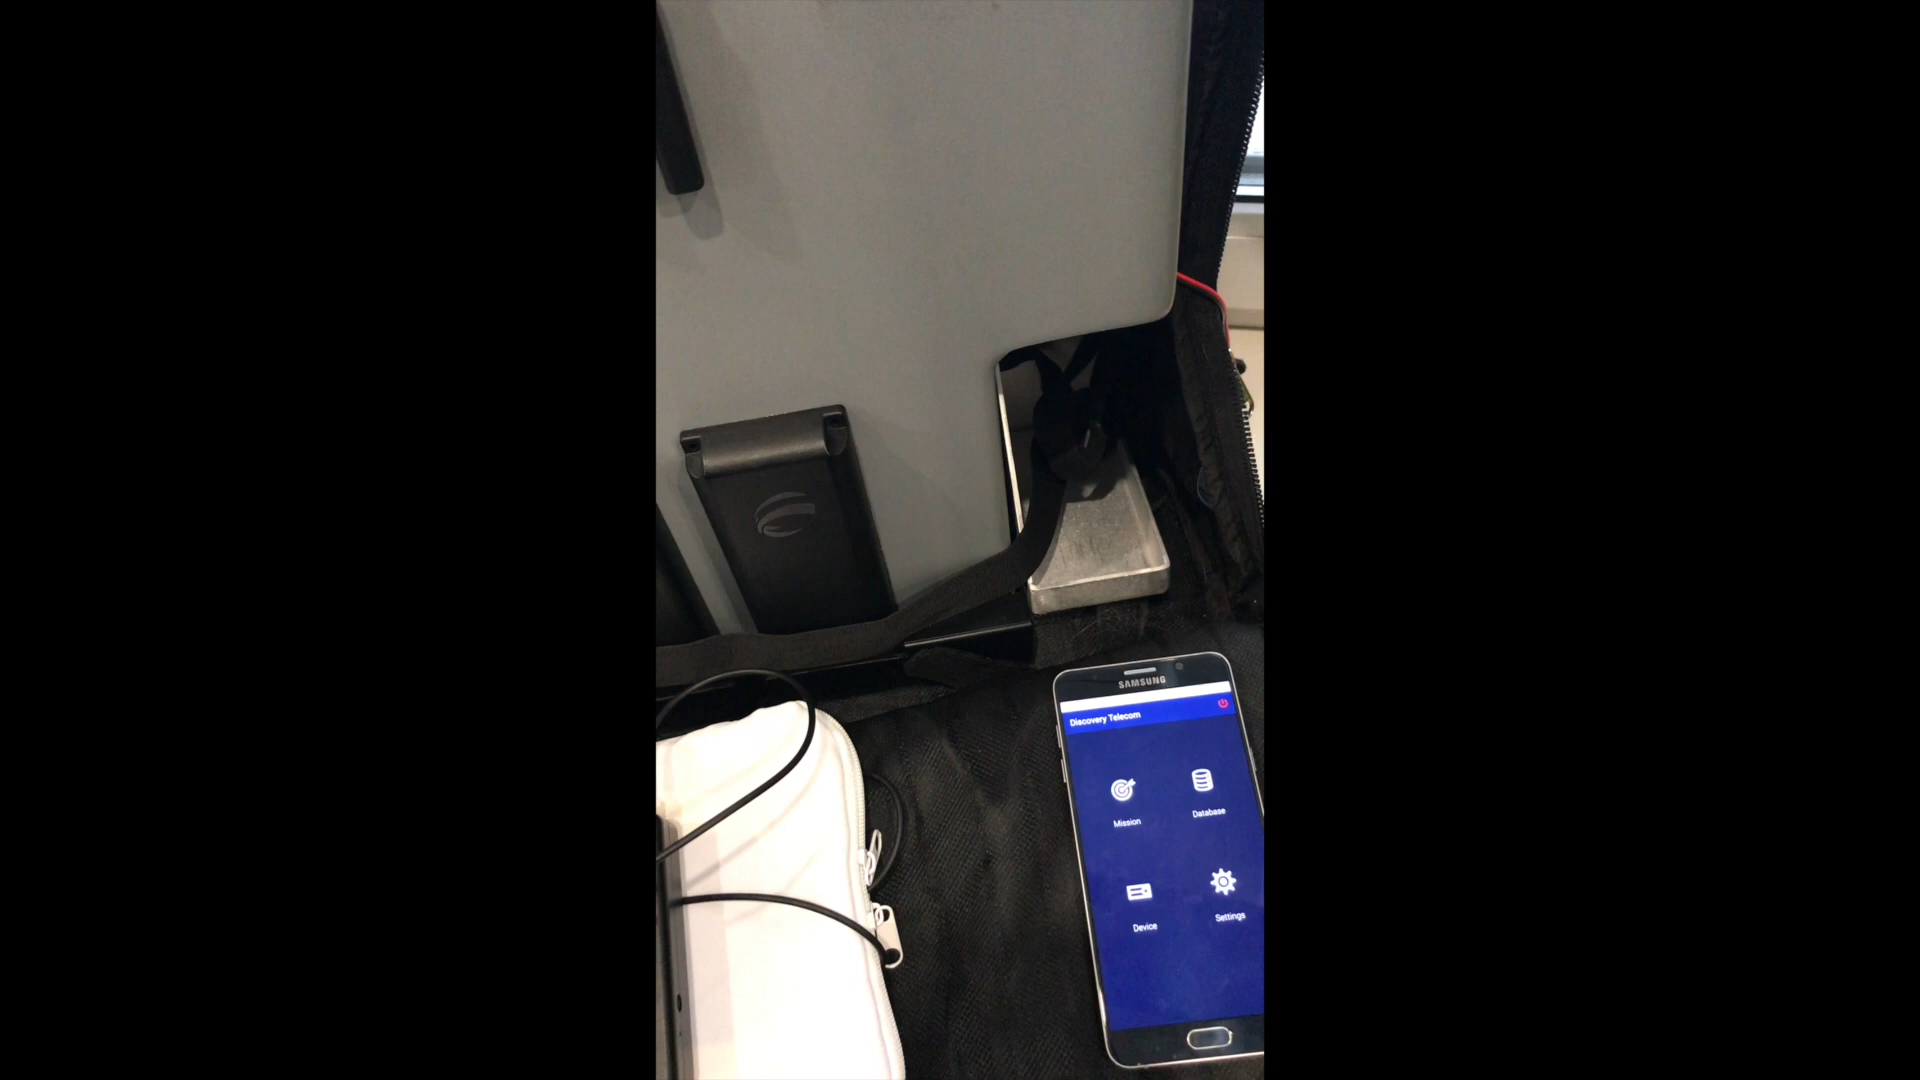 SAMSUNG
Discovery Telecom
Mission
Database
Device
Settings